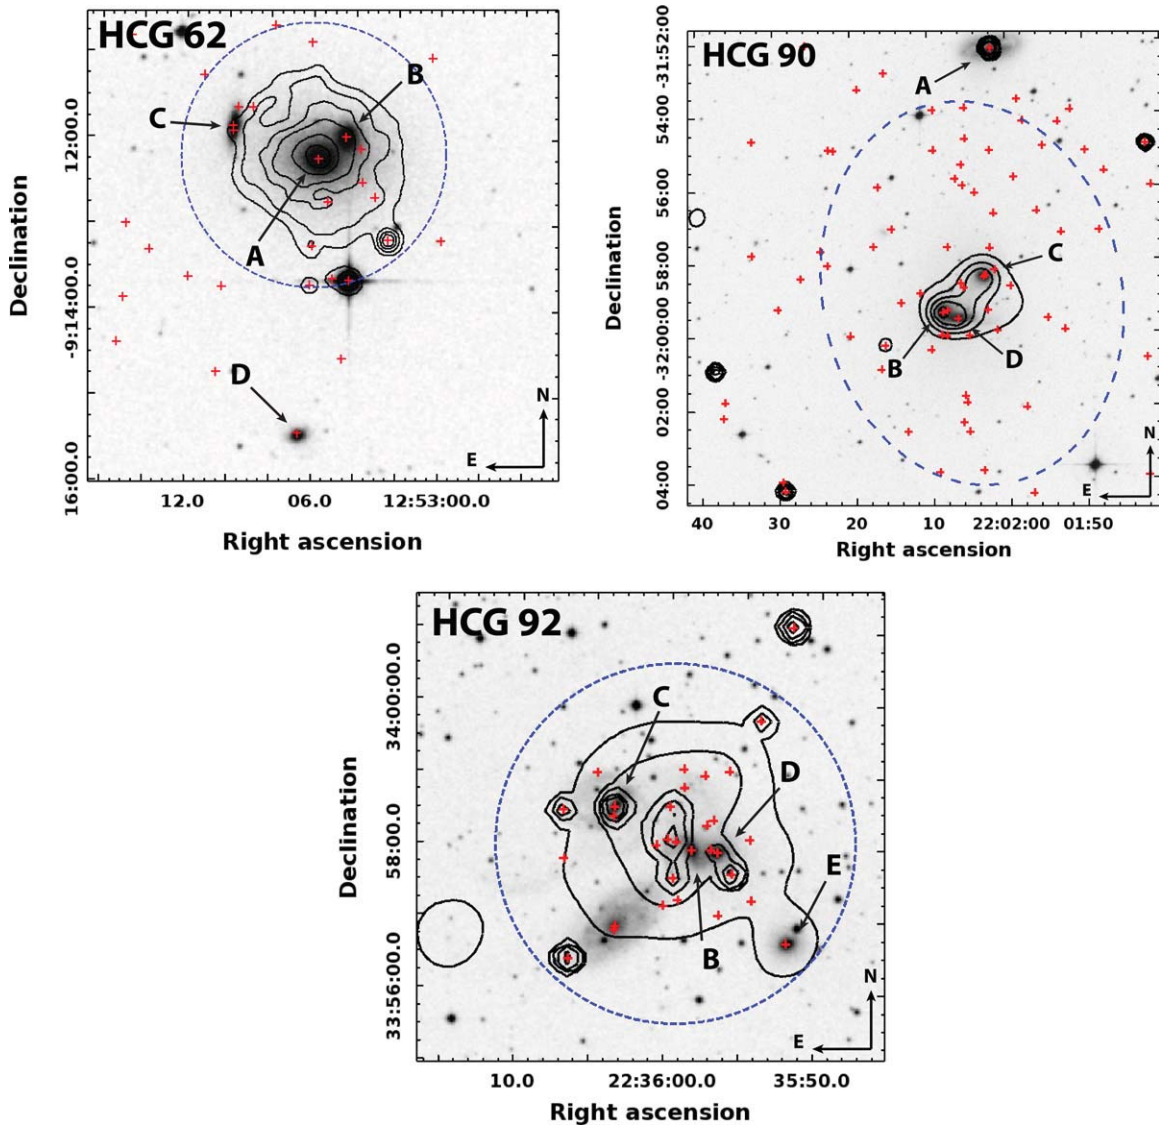 HCG 62
B
C
A
D
N
E
12:00.0
-9:14:00.0
16:00.0
Declination
12.0
06.0
12:53:00.0
Right ascension
HCG 90
A
C
B
D
N
E
-31:52:00
54:00
56:00
58:00
-32:00:00
02:00
04:00
Declination
40
30
20
10
22:02:00
01:50
Right ascension
HCG 92
C
D
E
B
N
E
34:00:00.0
58:00.0
33:56:00.0
Declination
10.0
22:36:00.0
35:50.0
Right ascension